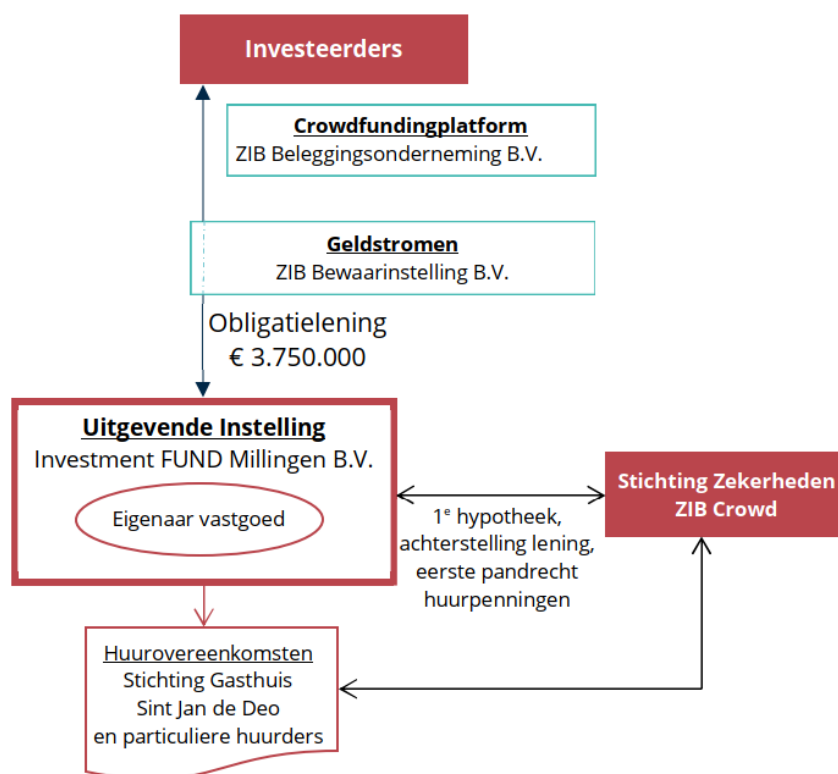 Investeerders
Crowdfundingplatform
ZIB Beleggingsonderneming B.V.
Geldstromen
ZIB Bewaarinstelling B.V.
Obligatielening
€ 3.750.000
Uitgevende Instelling
Investment FUND Millingen B.V.
Eigenaar vastgoed
1e hypotheek,
achterstelling lening,
eerste pandrecht
huurpenningen
Stichting Zekerheden
ZIB Crowd
Huurovereenkomsten
Stichting Gasthuis
Sint Jan de Deo
en particuliere huurders